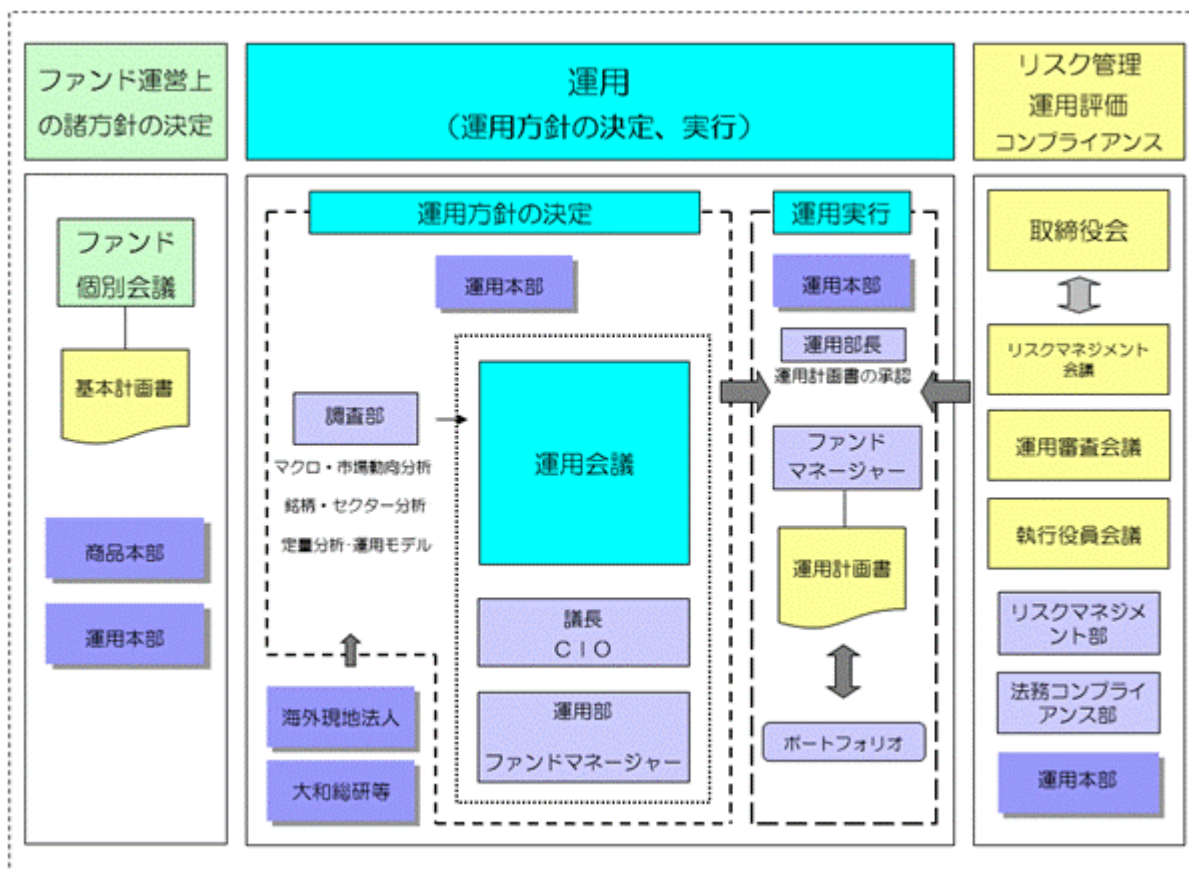 ファンド運営上
の諸方針の決定
運用
（運用方針の決定、実行）
リスク管理
運用評価
コンプライアンス
ファンド
個別会議
基本計画書
商品本部
運用本部
運用方針の決定
運用本部
調査部
マクロ・市場動向分析
銘柄・セクター分析
定量分析・運用モデル
運用会議
議長
ＣＩＯ
運用部
ファンドマネージャー
海外現地法人
大和総研等
運用実行
運用本部
運用部長
運用計画書の承認
ファンド
マネージャー
運用計画書
ポートフォリオ
取締役会
リスクマネジメント
会議
運用審査会議
執行役員会議
リスクマネジメ
ント部
法務コンプライ
アンス部
運用本部